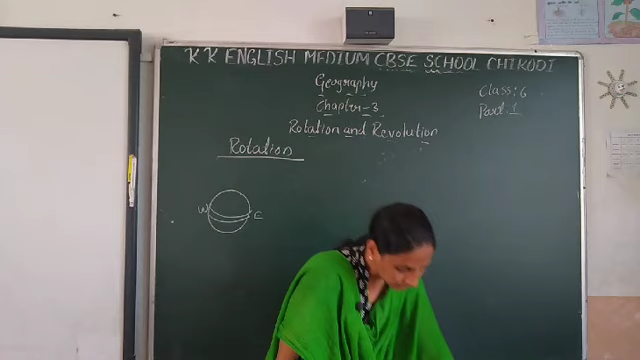 K K ENGLISH MEDIUM CBSE SCHOOL CHIKODI
Geography
Class: 6
Chapter-3
Part: 1
Rotation and Revolution
Rotation
W E